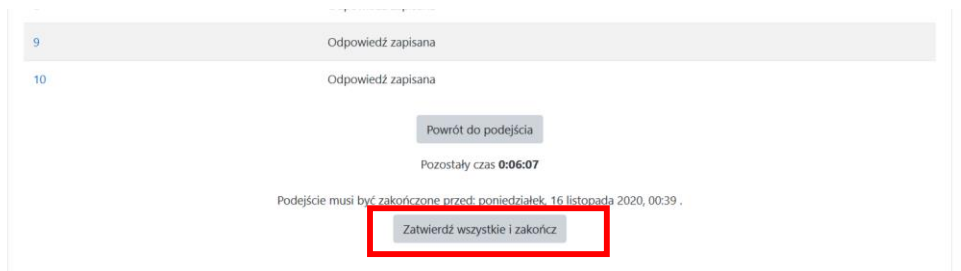 9 Odpowiedź zapisana
10 Odpowiedź zapisana
Powrót do podejścia
Pozostały czas 0:06:07
Podejście musi być zakończone przed: poniedziałek, 16 listopada 2020, 00:39 .
Zatwierdź wszystkie i zakończ